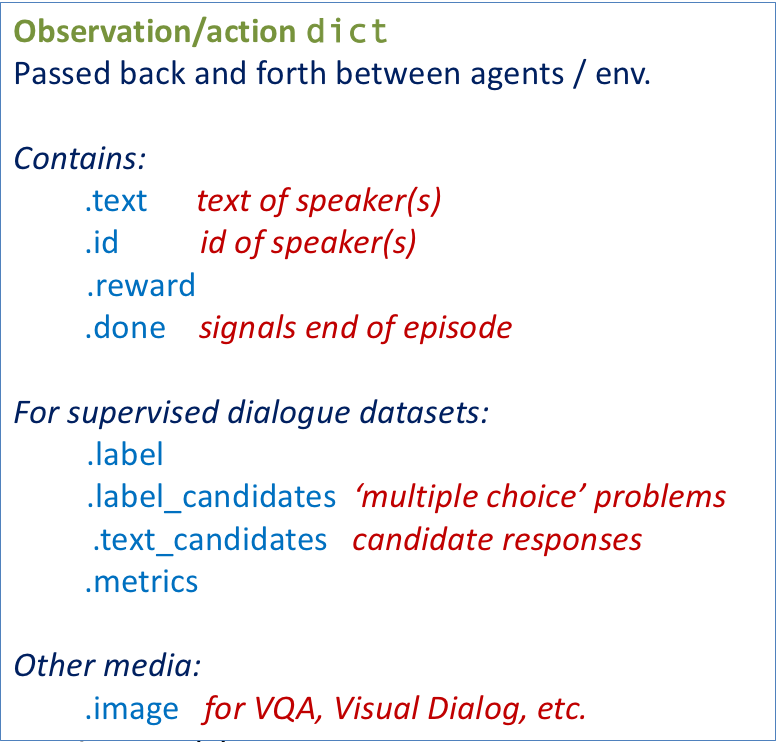 Observation/action dict
Passed back and forth between agents / env.
Contains:
.text text of speaker(s)
.id id of speaker(s)
.reward
.done signals end of episode
For supervised dialogue datasets:
.label
.label_candidates ‘multiple choice’ problems
.text_candidates candidate responses
.metrics
Other media:
.image for VQA, Visual Dialog, etc.